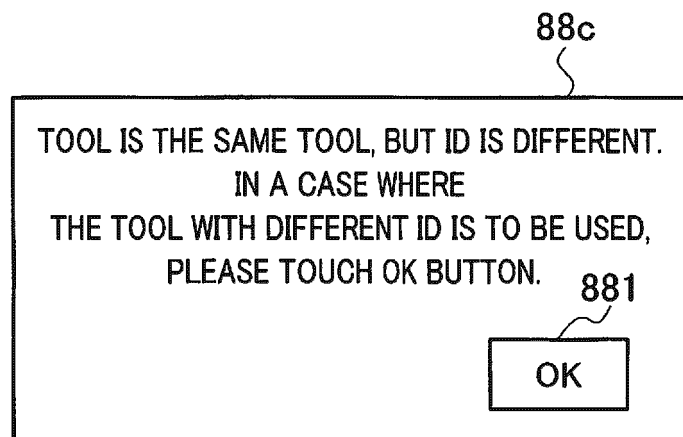 88c
TOOL IS THE SAME TOOL, BUT ID IS DIFFERENT.
IN A CASE WHERE
THE TOOL WITH DIFFERENT ID IS TO BE USED,
PLEASE TOUCH OK BUTTON.
881
OK